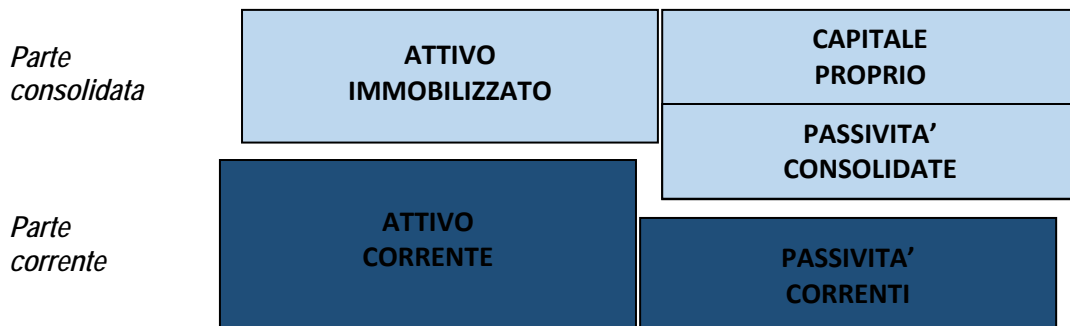 Parte
consolidata
ATTIVO
IMMOBILIZZATO
CAPITALE
PROPRIO
PASSIVITA’
CONSOLIDATE
Parte
corrente
ATTIVO
CORRENTE
PASSIVITA’
CORRENTI